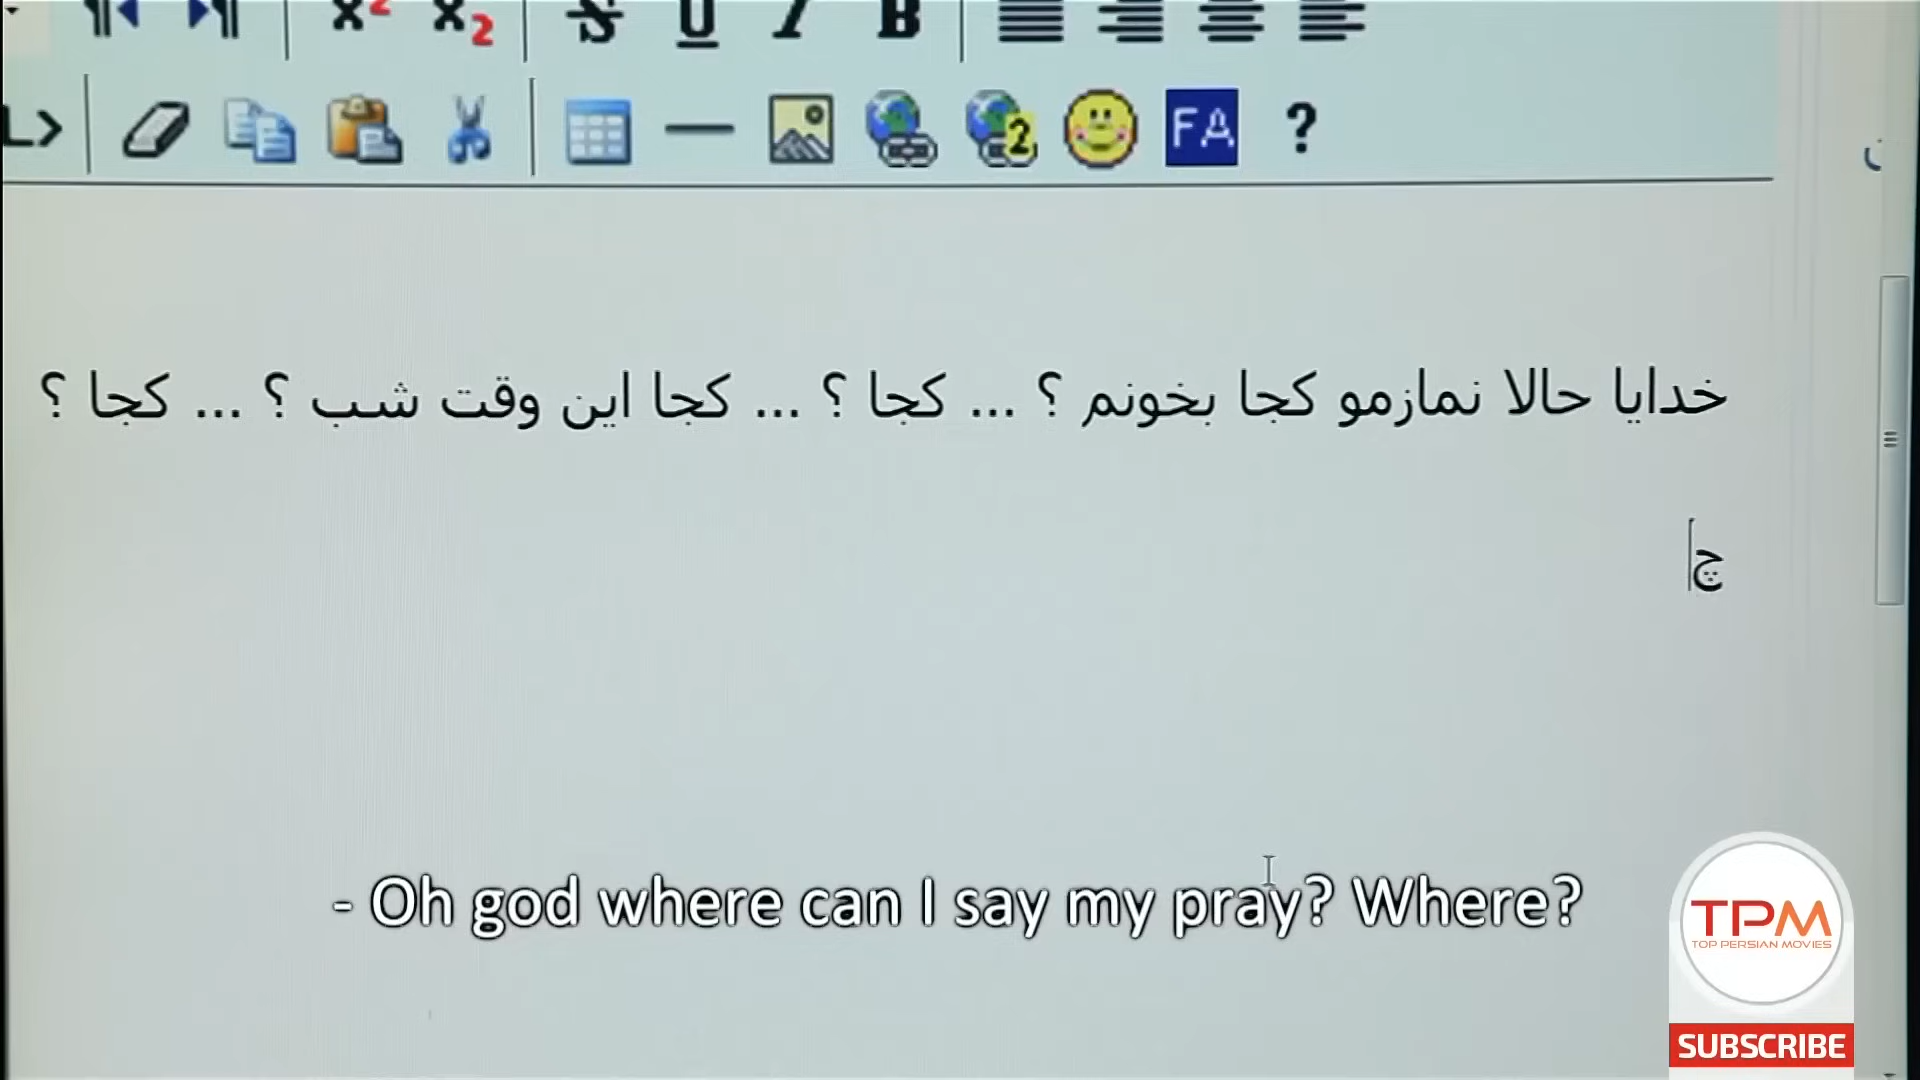 FA ?
خدایا حالا نمازمو کجا بخونم ؟ ... کجا ؟ ... کجا این وقت شب ؟ ... کجا ؟
چ
- Oh god where can I say my pray? Where?
TPM
TOP PERSIAN MOVIES
SUBSCRIBE